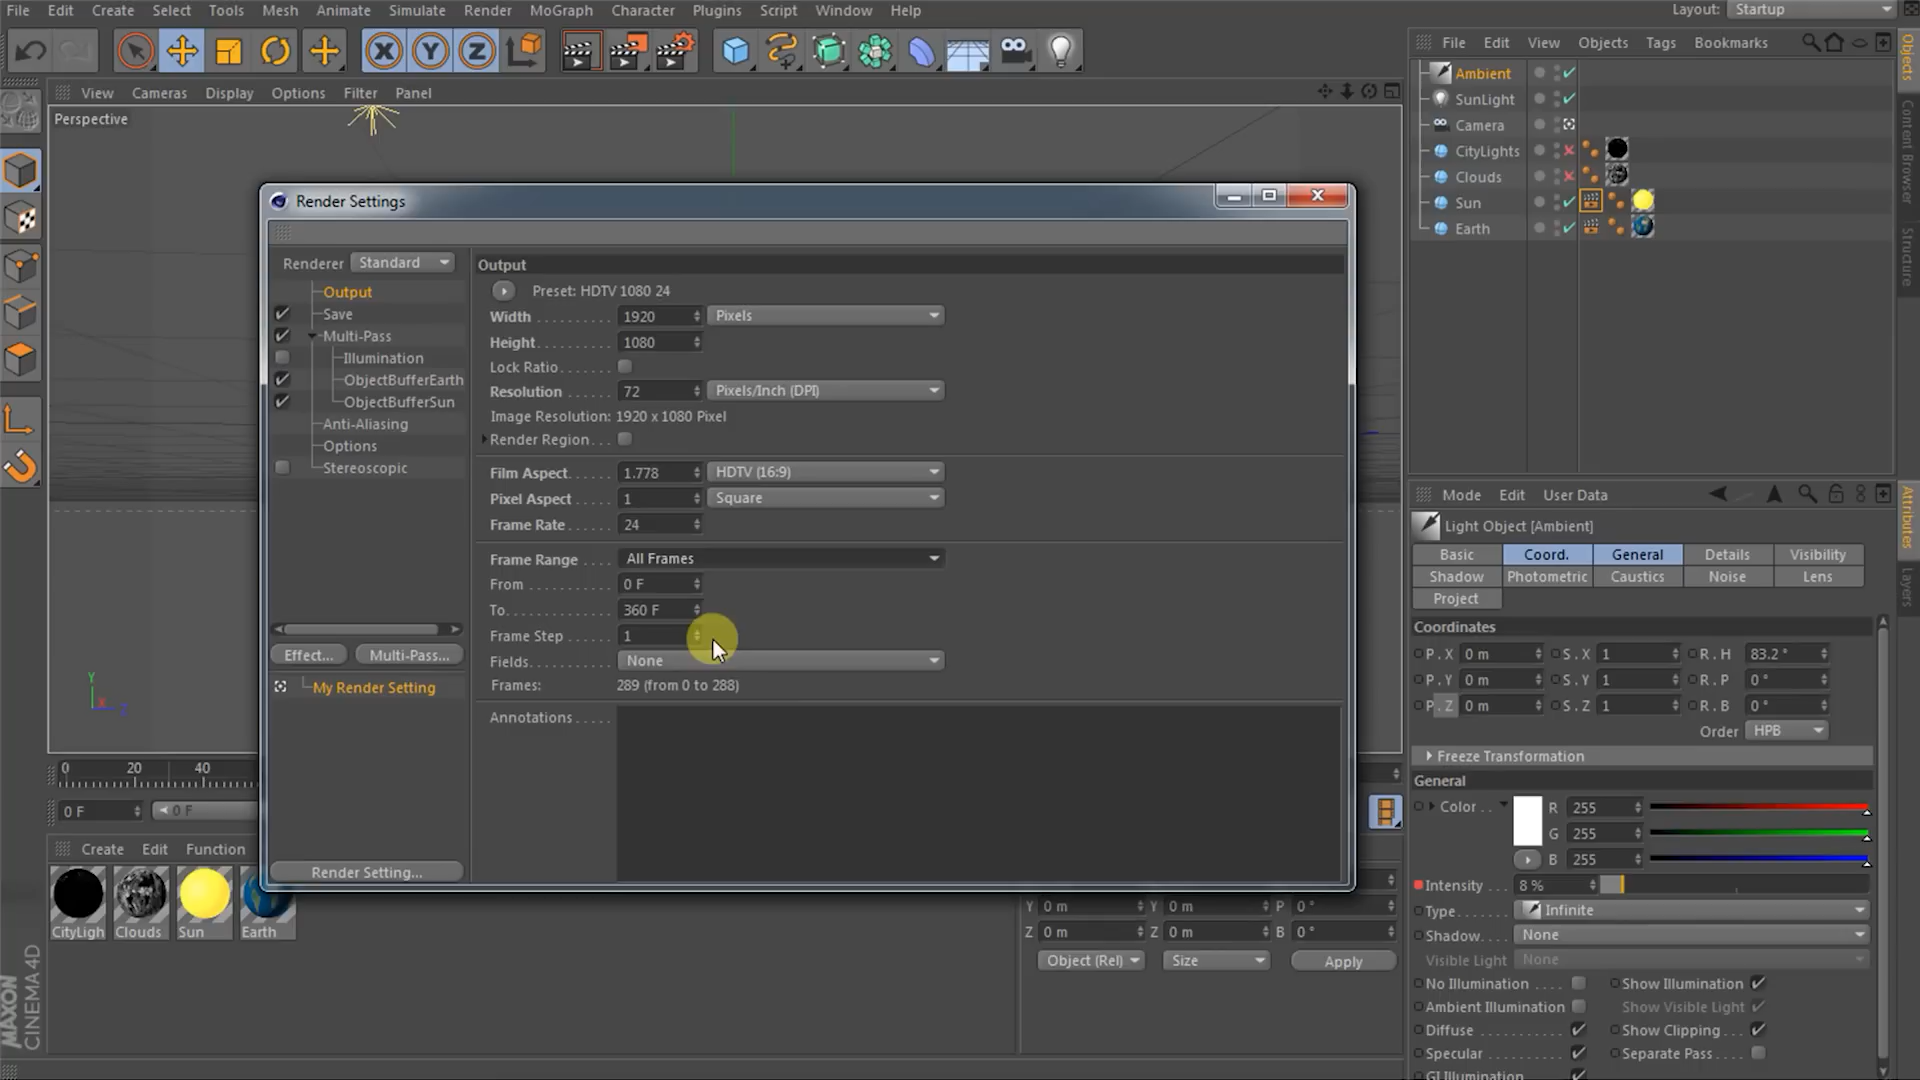 File Edit Create Select Tools Mesh Animate Simulate Render MoGraph Character Plugins Script Window Help
Layout: Startup
X Y Z
View Cameras Display Options Filter Panel
Perspective
File Edit View Objects Tags Bookmarks
Ambient
SunLight
Camera
CityLights
Clouds
Sun
Earth
Objects
Content Browser
Structure
Render Settings
Renderer Standard
Output
Save
Multi-Pass
Illumination
ObjectBufferEarth
ObjectBufferSun
Anti-Aliasing
Options
Stereoscopic
Effect... Multi-Pass...
My Render Setting
Render Setting...
Output
Preset: HDTV 1080 24
Width 1920 Pixels
Height 1080
Lock Ratio
Resolution 72 Pixels/Inch (DPI)
Image Resolution: 1920 x 1080 Pixel
Render Region
Film Aspect 1.778 HDTV (16:9)
Pixel Aspect 1 Square
Frame Rate 24
Frame Range All Frames
From 0 F
To 360 F
Frame Step 1
Fields None
Frames: 289 (from 0 to 288)
Annotations
Y
X Z
0 20 40
0 F 0 F
Create Edit Function
CityLigh Clouds Sun Earth
MAXON
CINEMA 4D
Y 0 m Y 0 m P 0 °
Z 0 m Z 0 m B 0 °
Object (Rel) Size Apply
Mode Edit User Data
Light Object [Ambient]
Basic Coord. General Details Visibility
Shadow Photometric Caustics Noise Lens
Project
Attributes
Layers
Coordinates
P . X 0 m S . X 1 R . H 83.2 °
P . Y 0 m S . Y 1 R . P 0 °
P . Z 0 m S . Z 1 R . B 0 °
Order HPB
Freeze Transformation
General
Color . . R 255
G 255
B 255
Intensity . . . 8 %
Type Infinite
Shadow None
Visible Light None
No Illumination Show Illumination
Ambient Illumination Show Visible Light
Diffuse Show Clipping
Specular Separate Pass
GI Illumination